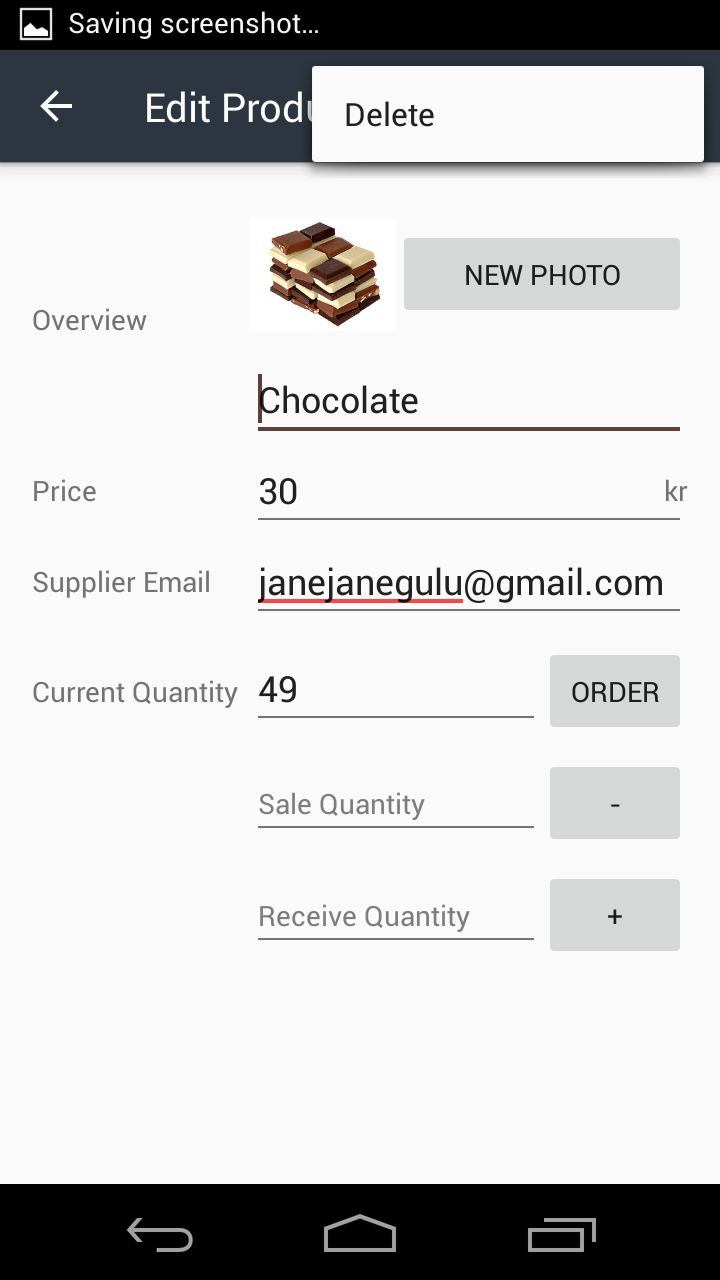 Saving screenshot...
Edit Produ
Delete
NEW PHOTO
Overview
Chocolate
Price 30 kr
Supplier Email janejanegulu@gmail.com
Current Quantity 49 ORDER
Sale Quantity -
Receive Quantity +